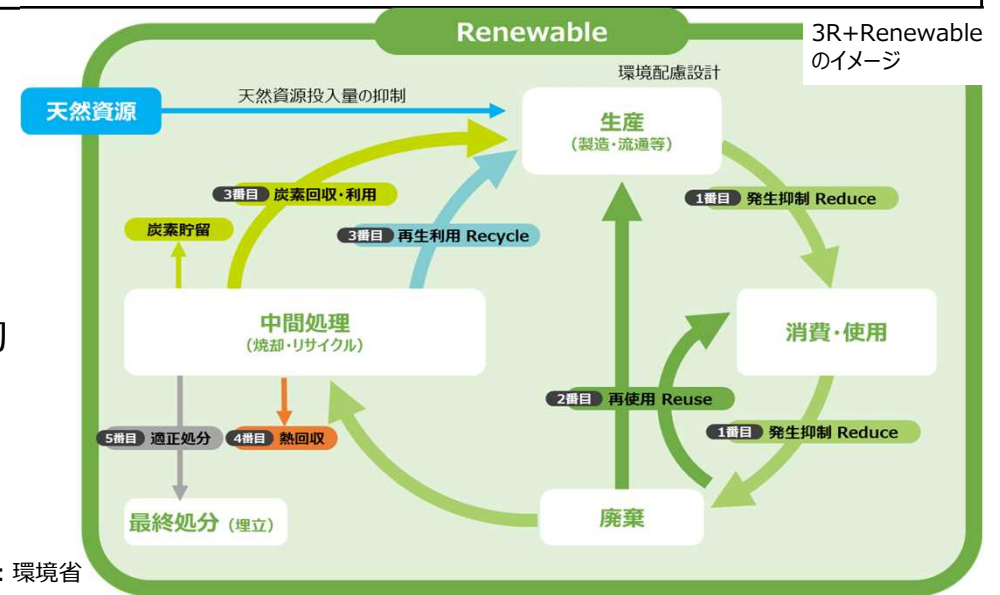 Renewable
3R+Renewable
のイメージ
環境配慮設計
天然資源
天然資源投入量の抑制
生産
(製造・流通等)
3番目 炭素回収・利用
1番目 発生抑制 Reduce
炭素貯留
3番目 再生利用 Recycle
中間処理
(焼却・リサイクル)
消費・使用
2番目 再使用 Reuse
5番目 適正処分
4番目 熱回収
1番目 発生抑制 Reduce
最終処分 (埋立)
廃棄
: 環境省